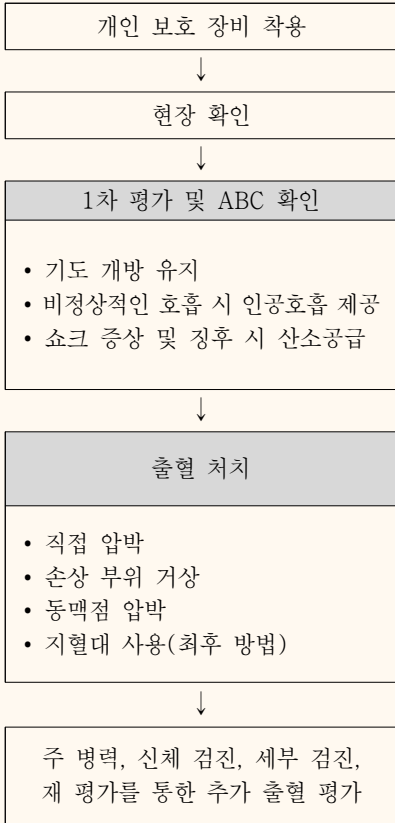 개인 보호 장비 착용
↓
현장 확인
↓
1차 평가 및 ABC 확인
• 기도 개방 유지
• 비정상적인 호흡 시 인공호흡 제공
• 쇼크 증상 및 징후 시 산소공급
↓
출혈 처치
• 직접 압박
• 손상 부위 거상
• 동맥점 압박
• 지혈대 사용(최후 방법)
↓
주 병력, 신체 검진, 세부 검진,
재 평가를 통한 추가 출혈 평가